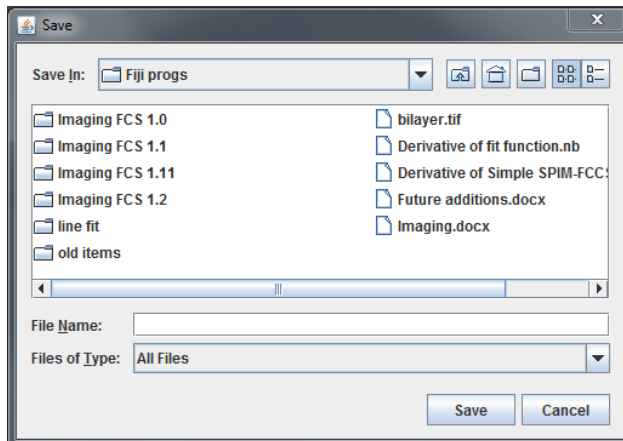 Save
Save In: Fiji progs
Imaging FCS 1.0
Imaging FCS 1.1
Imaging FCS 1.11
Imaging FCS 1.2
line fit
old items
bilayer.tif
Derivative of fit function.nb
Derivative of Simple SPIM-FCC
Future additions.docx
Imaging.docx
File Name:
Files of Type: All Files
Save Cancel